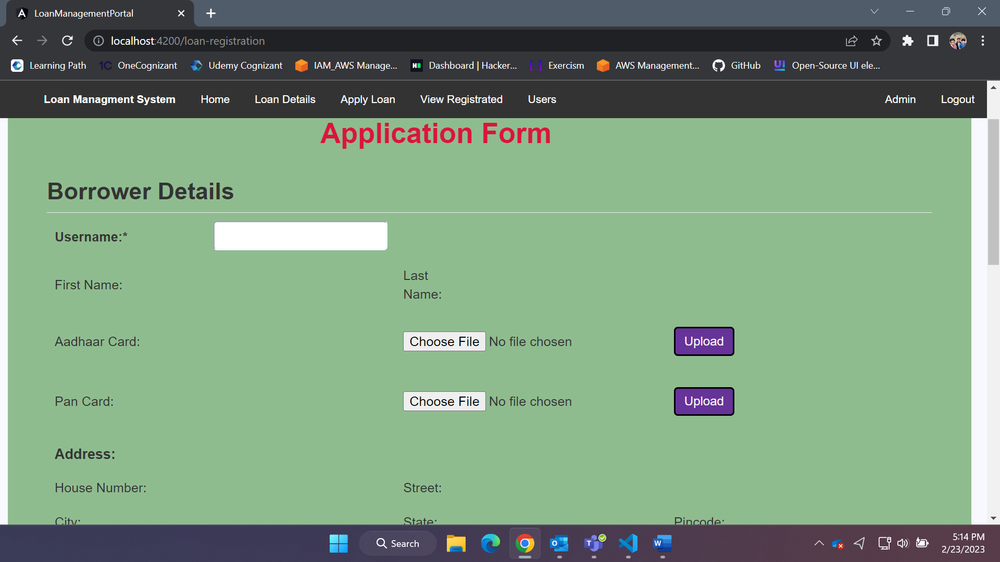 LoanManagementPortal
localhost:4200/loan-registration
Learning Path 1C OneCognizant Udemy Cognizant IAM_AWS Manage... H Dashboard | Hacker... Exercism AWS Management... GitHub UI Open-Source UI ele...
Loan Managment System Home Loan Details Apply Loan View Registrated Users Admin Logout
Application Form
Borrower Details
Username:*
First Name: Last Name:
Aadhaar Card: Choose File No file chosen Upload
Pan Card: Choose File No file chosen Upload
Address:
House Number: Street:
City: State: Pincode:
Search
5:14 PM
2/23/2023